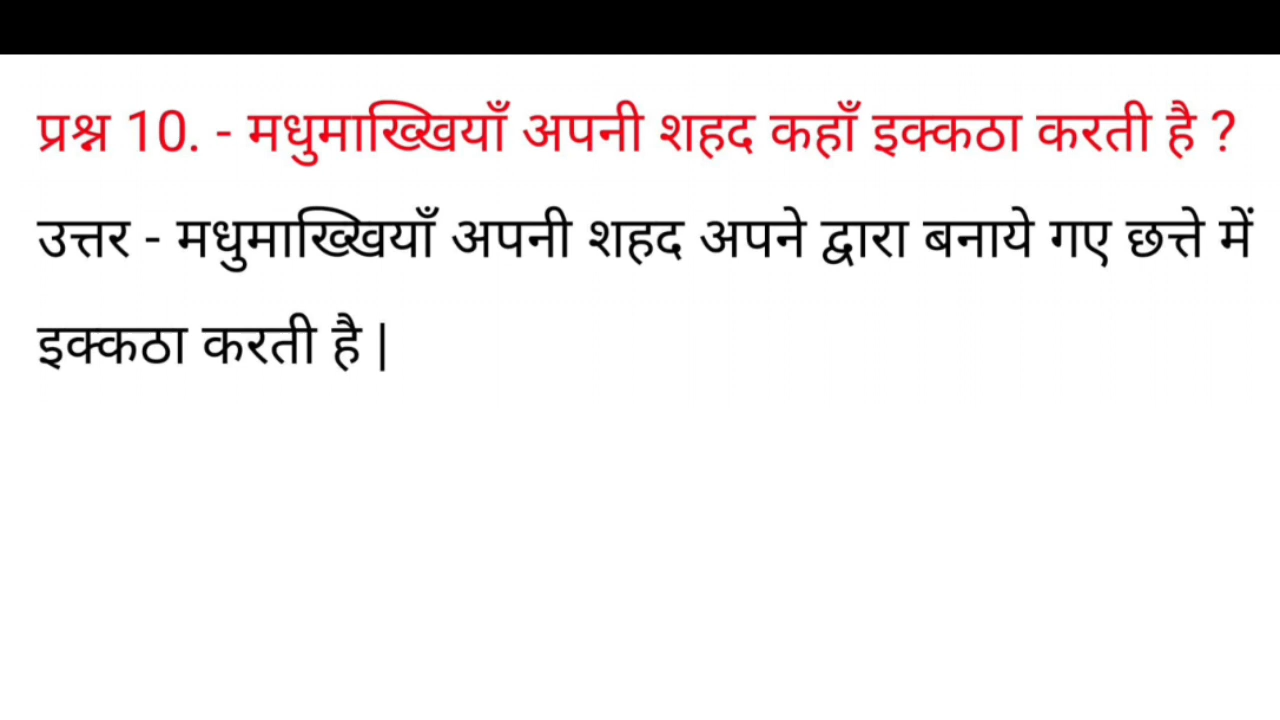 प्रश्न 10. - मधुमाख्खियाँ अपनी शहद कहाँ इक्कठा करती है ?
उत्तर - मधुमाख्खियाँ अपनी शहद अपने द्वारा बनाये गए छत्ते में
इक्कठा करती है |